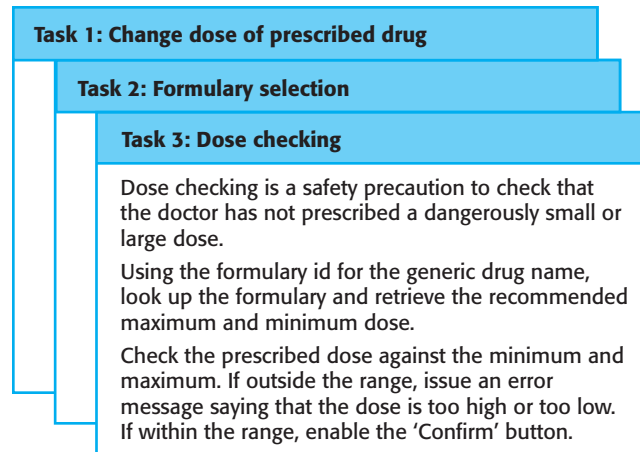 Task 1: Change dose of prescribed drug
Task 2: Formulary selection
Task 3: Dose checking
Dose checking is a safety precaution to check that
the doctor has not prescribed a dangerously small or
large dose.
Using the formulary id for the generic drug name,
look up the formulary and retrieve the recommended
maximum and minimum dose.
Check the prescribed dose against the minimum and
maximum. If outside the range, issue an error
message saying that the dose is too high or too low.
If within the range, enable the ‘Confirm’ button.